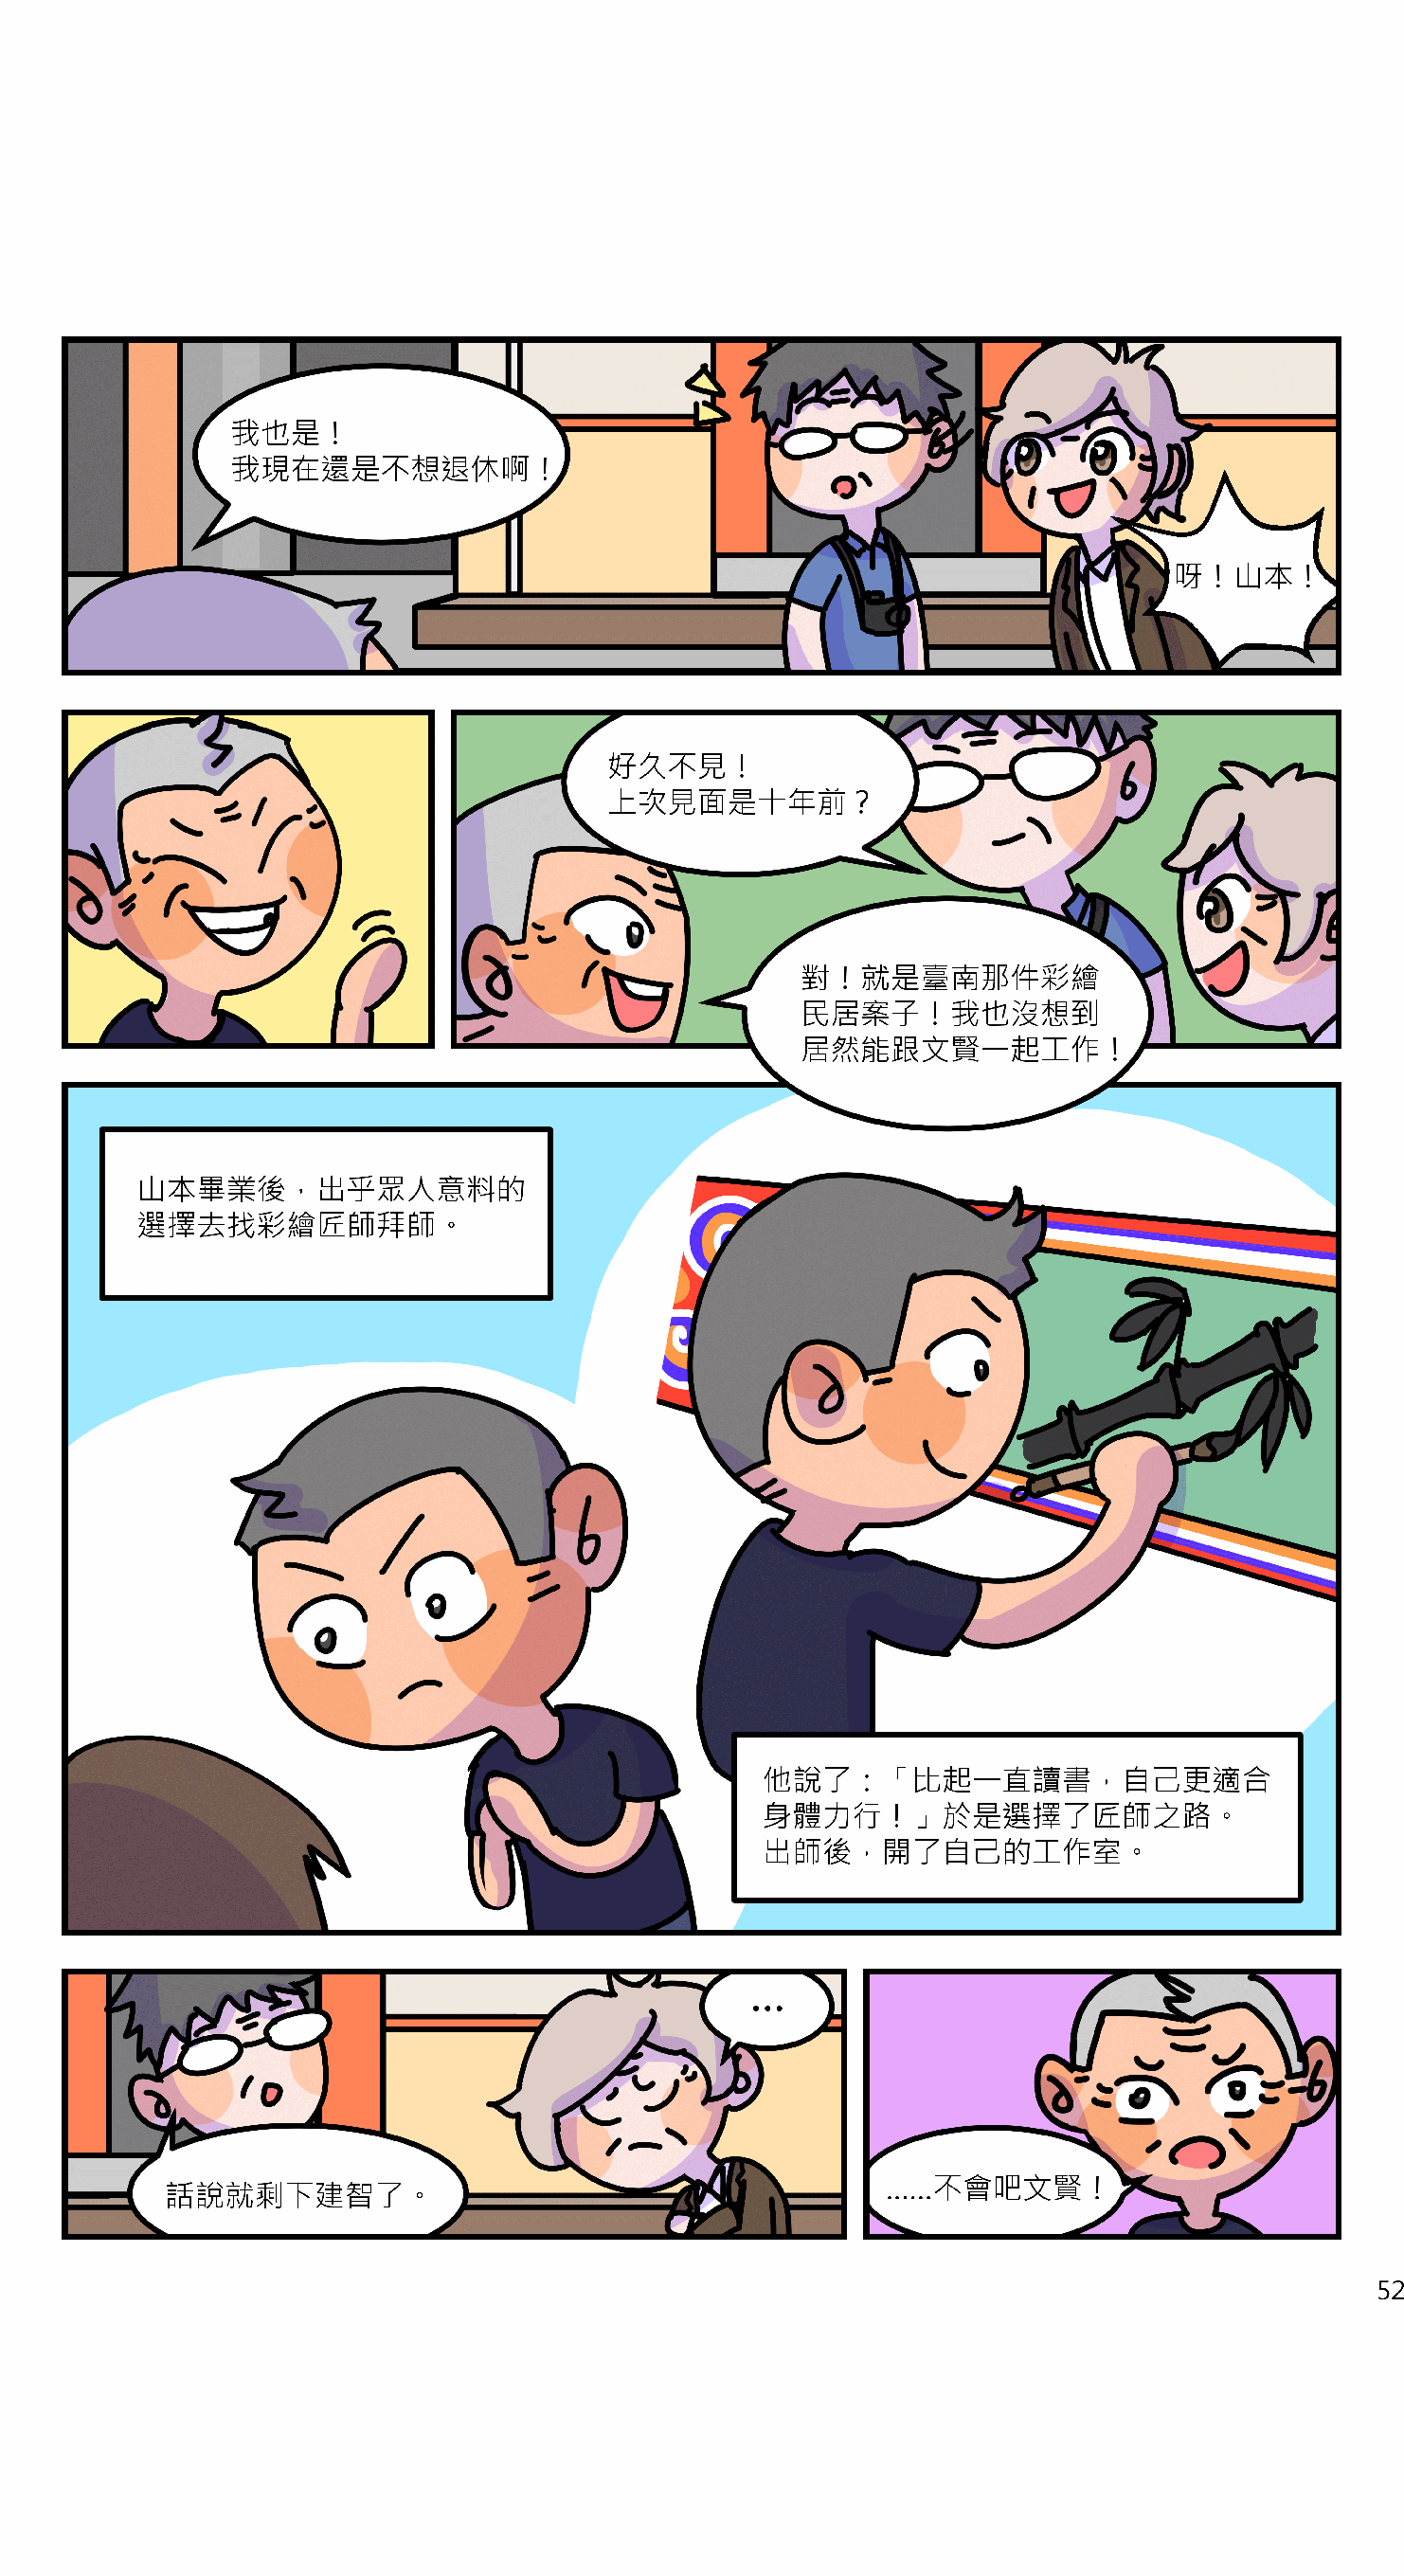 我也是！
我現在還是不想退休啊！
呀！山本！
好久不見！
上次見面是十年前？
對！就是臺南那件彩繪
民居案子！我也沒想到
居然能跟文賢一起工作！
山本畢業後，出乎眾人意料的
選擇去找彩繪匠師拜師。
他說了：「比起一直讀書，自己更適合
身體力行！」於是選擇了匠師之路。
出師後，開了自己的工作室。
...
話說就剩下建智了。
......不會吧文賢！
52